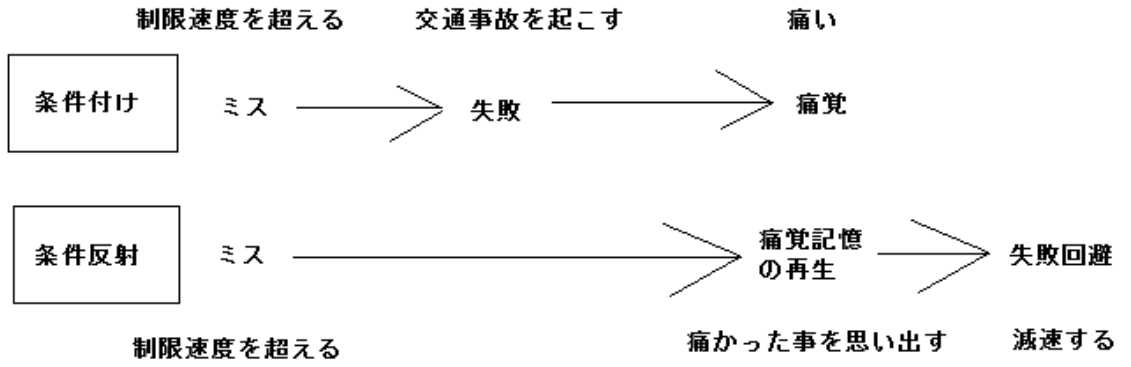 制限速度を超える 交通事故を起こす 痛い
条件付け ミス 失敗 痛覚
条件反射 ミス 痛覚記憶
の再生 失敗回避
制限速度を超える 痛かった事を思い出す 減速する